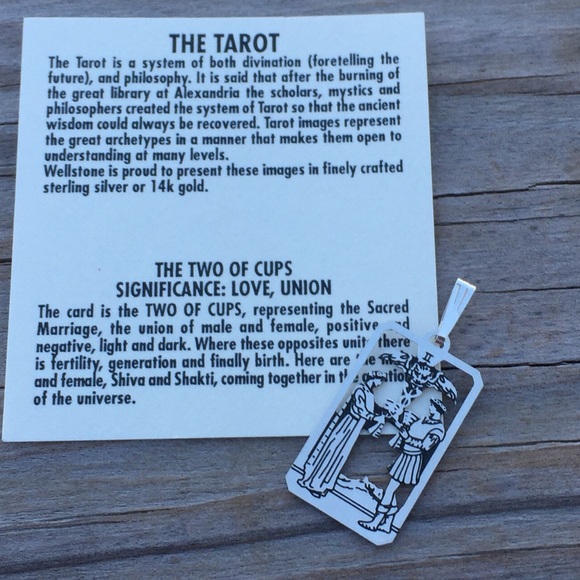 THE TAROT
The Tarot is a system of both divination (foretelling the
future), and philosophy. It is said that after the burning of
the great library at Alexandria the scholars, mystics and
philosophers created the system of Tarot so that the ancient
wisdom could always be recovered. Tarot images represent
the great archetypes in a manner that makes them open to
understanding at many levels.
Wellstone is proud to present these images in finely crafted
sterling silver or 14k gold.
THE TWO OF CUPS
SIGNIFICANCE: LOVE, UNION
The card is the TWO OF CUPS, representing the Sacred
Marriage, the union of male and female, positive and
negative, light and dark. Where these opposites unite there
is fertility, generation and finally birth. Here are the
and female, Shiva and Shakti, coming together in the
of the universe.
II